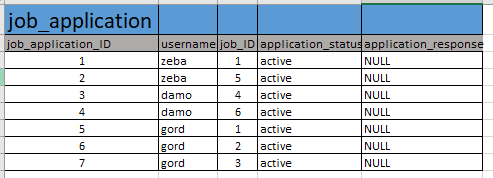 job_application
job_application_ID username job_ID application_status application_response
1 zeba 1 active NULL
2 zeba 5 active NULL
3 damo 4 active NULL
4 damo 6 active NULL
5 gord 1 active NULL
6 gord 2 active NULL
7 gord 3 active NULL